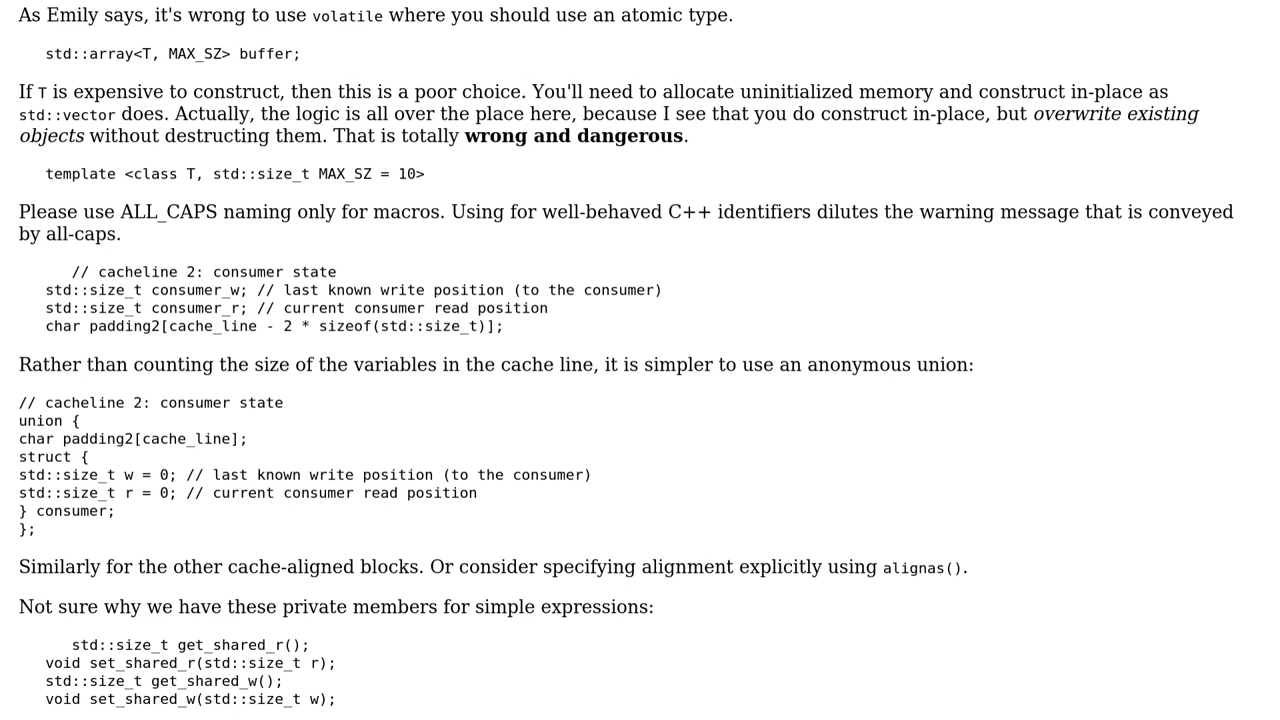 As Emily says, it's wrong to use volatile where you should use an atomic type.
std::array<T, MAX_SZ> buffer;
If T is expensive to construct, then this is a poor choice. You'll need to allocate uninitialized memory and construct in-place as
std::vector does. Actually, the logic is all over the place here, because I see that you do construct in-place, but overwrite existing
objects without destructing them. That is totally wrong and dangerous.
template <class T, std::size_t MAX_SZ = 10>
Please use ALL_CAPS naming only for macros. Using for well-behaved C++ identifiers dilutes the warning message that is conveyed
by all-caps.
// cacheline 2: consumer state
std::size_t consumer_w; // last known write position (to the consumer)
std::size_t consumer_r; // current consumer read position
char padding2[cache_line - 2 * sizeof(std::size_t)];
Rather than counting the size of the variables in the cache line, it is simpler to use an anonymous union:
// cacheline 2: consumer state
union {
char padding2[cache_line];
struct {
std::size_t w = 0; // last known write position (to the consumer)
std::size_t r = 0; // current consumer read position
} consumer;
};
Similarly for the other cache-aligned blocks. Or consider specifying alignment explicitly using alignas().
Not sure why we have these private members for simple expressions:
std::size_t get_shared_r();
void set_shared_r(std::size_t r);
std::size_t get_shared_w();
void set_shared_w(std::size_t w);